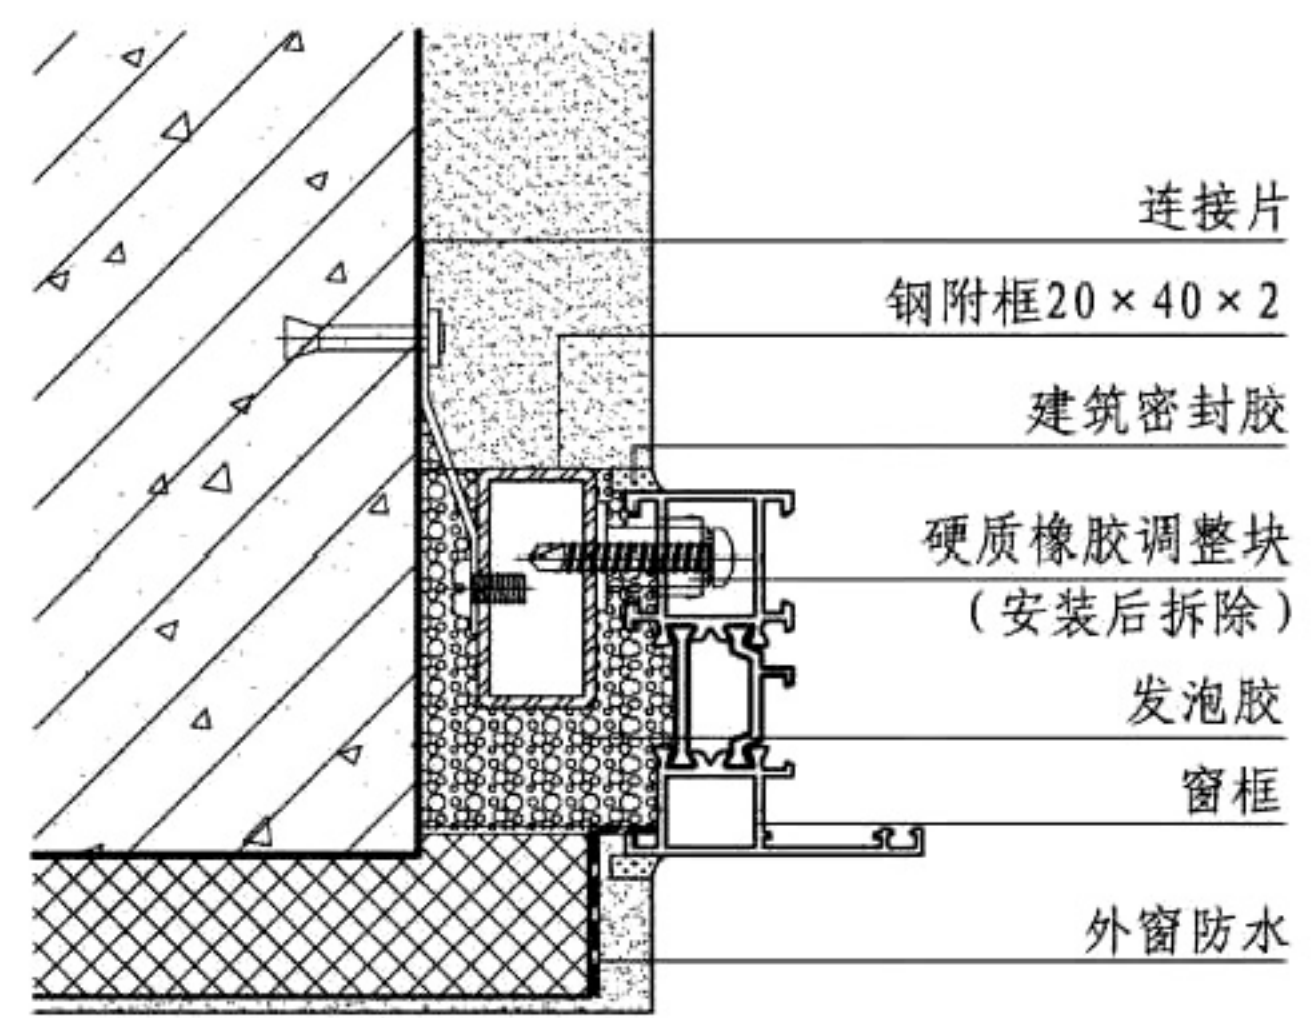 连接片
钢附框20×40×2
建筑密封胶
硬质橡胶调整块
（安装后拆除）
发泡胶
窗框
外窗防水